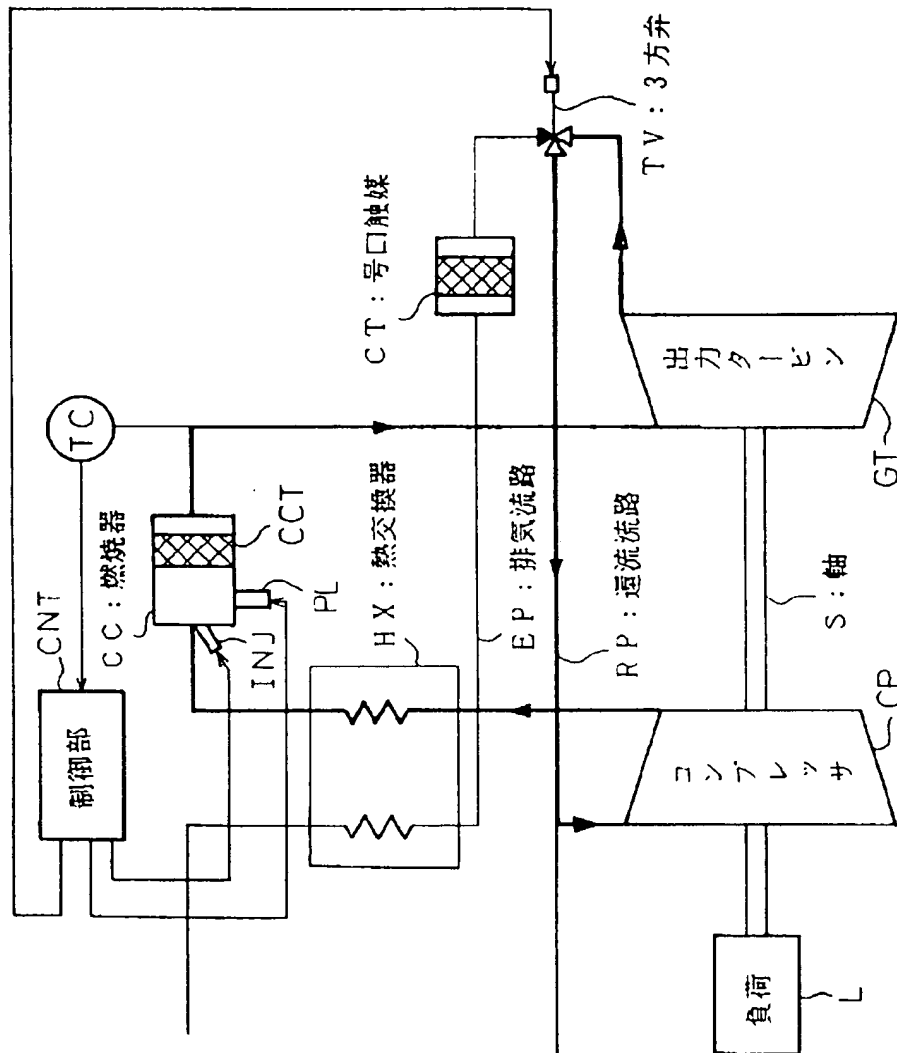 CNT
制御部
TC
CC:燃焼器
CCT
PL
INJ
HX:熱交換器
CT:号口触媒
TV:3方弁
EP:排気流路
RP:還流流路
出力タービン
GT
S:軸
コンプレッサ
CP
負荷
L